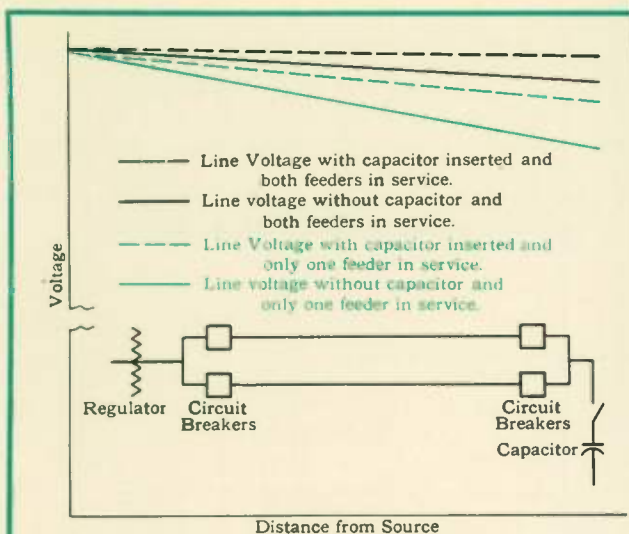 Line Voltage with capacitor inserted and
both feeders in service.
Line voltage without capacitor and
both feeders in service.
Line Voltage with capacitor inserted and
only one feeder in service.
Line voltage without capacitor and
only one feeder in service.
Voltage
Regulator
Circuit
Breakers
Circuit
Breakers
Capacitor
Distance from Source